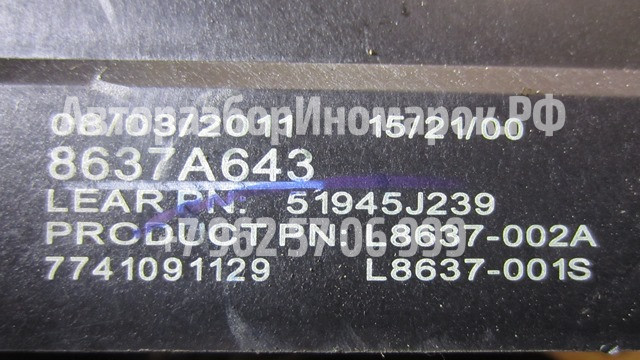 АвторазборИномарок.РФ
08/03/2011 15/21/00
8637A643
LEAR PN: 51945J239
PRODUCT PN: L8637-002A
7741091129 L8637-001S